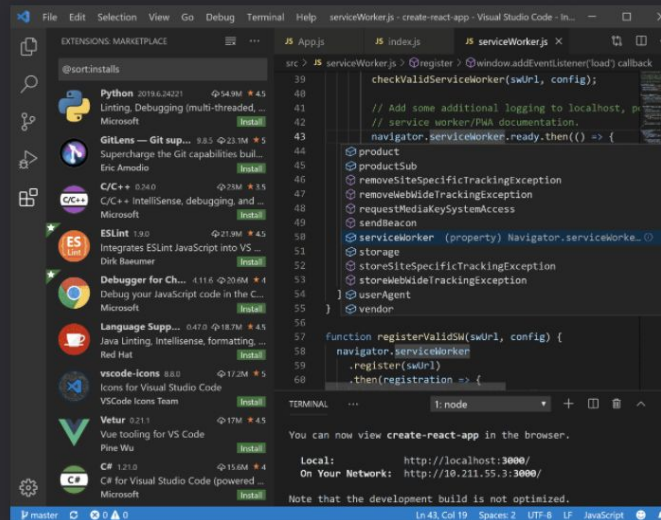 File Edit Selection View Go Debug Terminal Help serviceWorker.js - create-react-app - Visual Studio Code - In...
EXTENSIONS: MARKETPLACE
@sort:installs
Python 2019.6.24221 54.9M ★ 4.5
Linting, Debugging (multi-threaded, ...
Microsoft Install
GitLens — Git sup... 9.8.5 23.1M ★ 5
Supercharge the Git capabilities buil...
Eric Amodio Install
C/C++ 0.24.0 23M ★ 3.5
C/C++ IntelliSense, debugging, and ...
Microsoft Install
ESLint 1.9.0 21.9M ★ 4.5
Integrates ESLint JavaScript into VS ...
Dirk Baeumer Install
Debugger for Ch... 4.11.6 20.6M ★ 4
Debug your JavaScript code in the C...
Microsoft Install
Language Supp... 0.47.0 18.7M ★ 4.5
Java Linting, Intellisense, formatting, ...
Red Hat Install
vscode-icons 8.8.0 17.2M ★ 5
Icons for Visual Studio Code
VSCode Icons Team Install
Vetur 0.21.1 17M ★ 4.5
Vue tooling for VS Code
Pine Wu Install
C# 1.21.0 15.6M ★ 4
C# for Visual Studio Code (powered ...
Microsoft Install
C/C++
ES
Lint
C#
JS App.js JS index.js JS serviceWorker.js ×
src > JS serviceWorker.js > register > window.addEventListener('load') callback
39 checkValidServiceWorker(swUrl, config);
40
41 // Add some additional logging to localhost, p
42 // service worker/PWA documentation.
43 navigator.serviceWorker.ready.then(() => {
44 product
45 productSub
46 removeSiteSpecificTrackingException
47 removeWebWideTrackingException
48 requestMediaKeySystemAccess
49 sendBeacon
50 serviceWorker (property) Navigator.serviceWorke...
51 storage
52 storeSiteSpecificTrackingException
53 storeWebWideTrackingException
54 } userAgent
55 } vendor
56
57 function registerValidSW(swUrl, config) {
58 navigator.serviceWorker
59 .register(swUrl)
60 .then(registration => {
TERMINAL ... 1: node
You can now view create-react-app in the browser.
Local: http://localhost:3000/
On Your Network: http://10.211.55.3:3000/
Note that the development build is not optimized.
master 0 0 Ln 43, Col 19 Spaces: 2 UTF-8 LF JavaScript